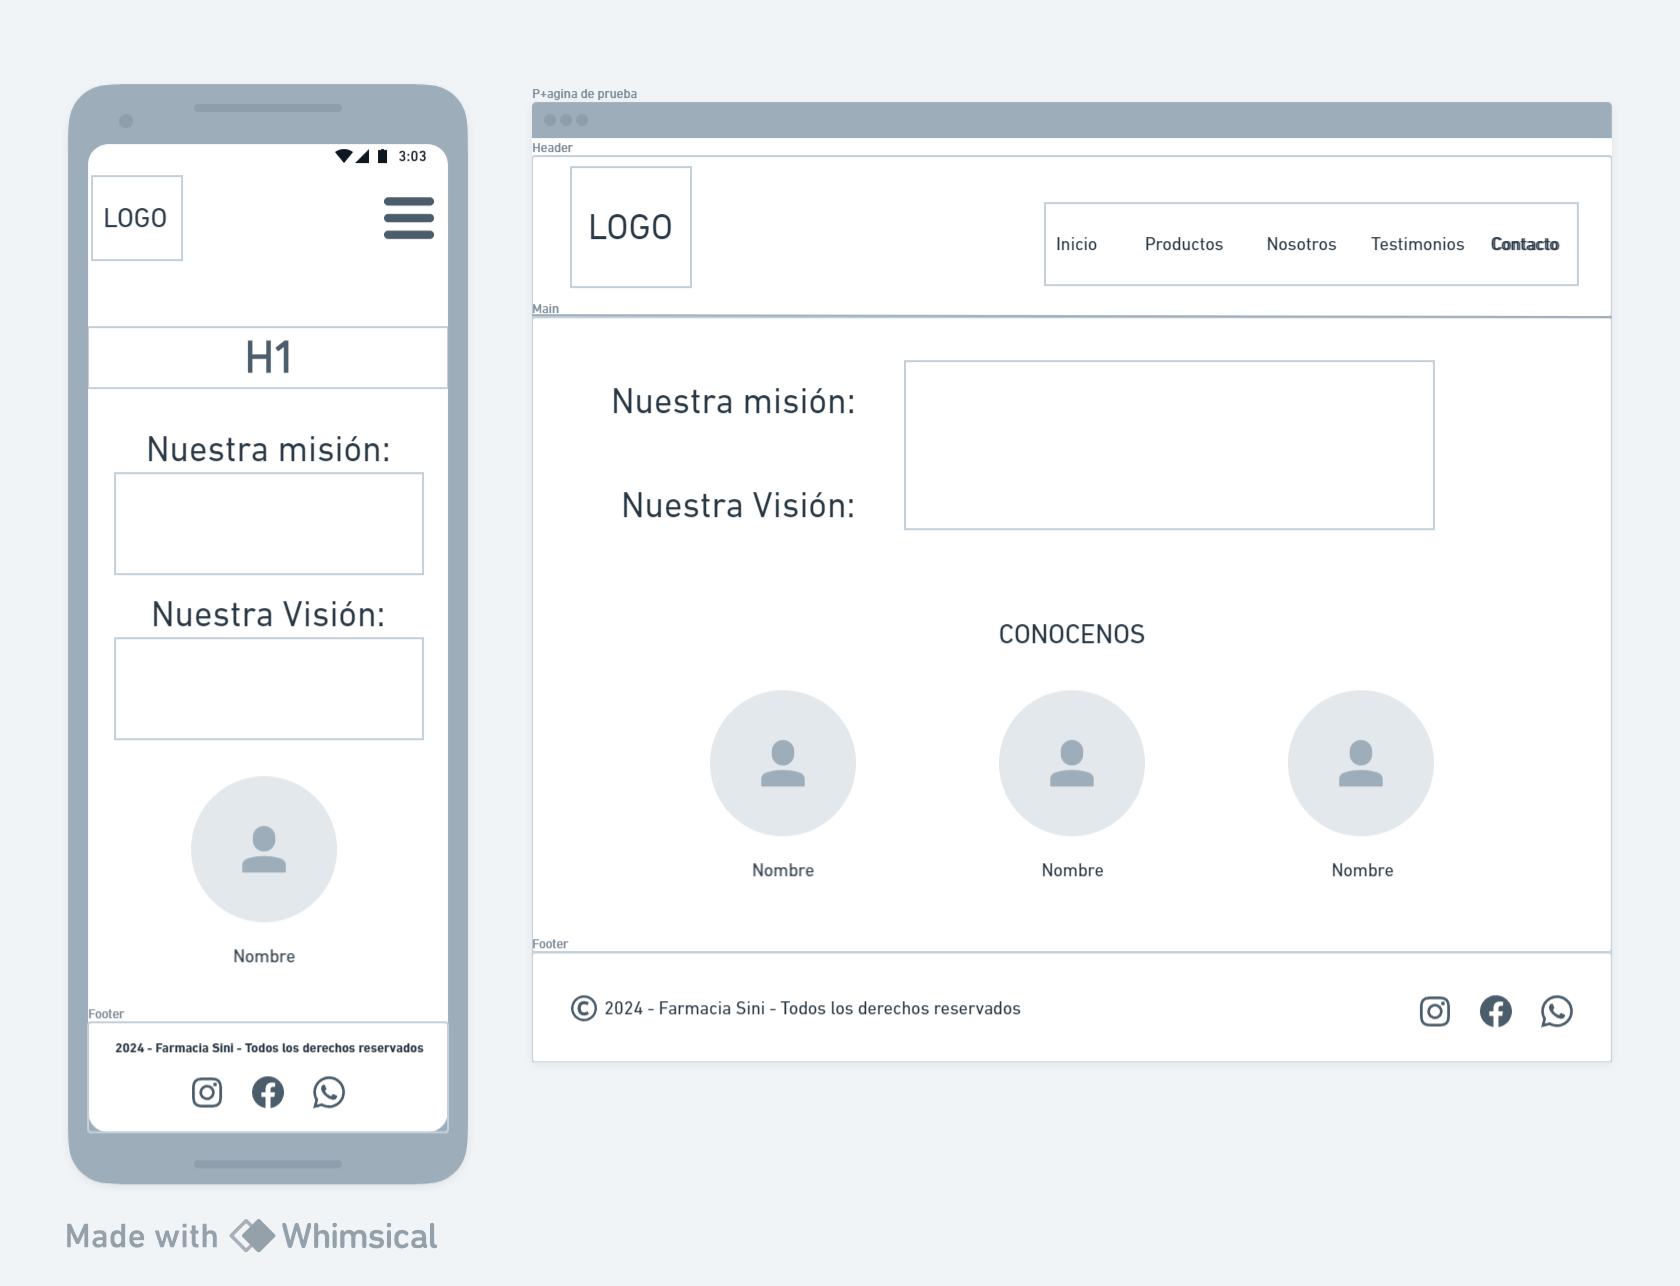 3:03
LOGO
H1
Nuestra misión:
Nuestra Visión:
Nombre
Footer
2024 - Farmacia Sini - Todos los derechos reservados
P+agina de prueba
Header
LOGO
Inicio Productos Nosotros Testimonios Contacto
Main
Nuestra misión:
Nuestra Visión:
CONOCENOS
Nombre Nombre Nombre
Footer
© 2024 - Farmacia Sini - Todos los derechos reservados
Made with Whimsical